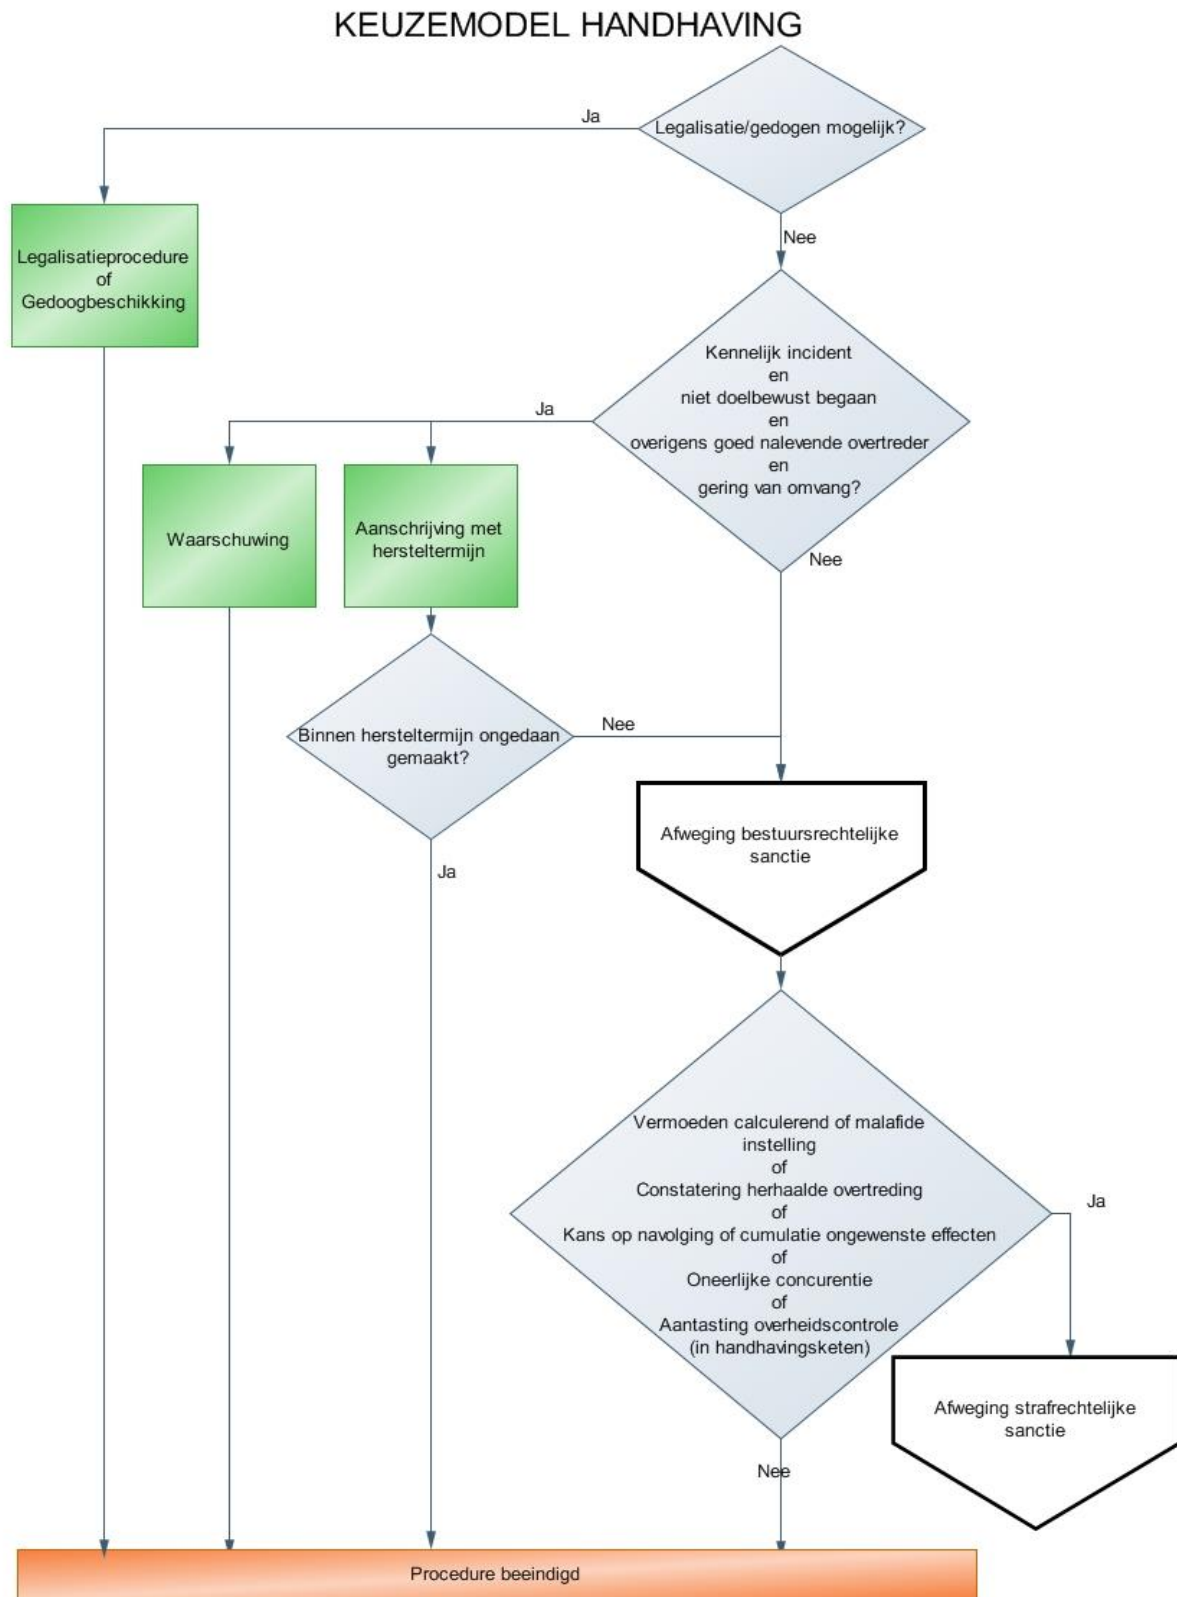 KEUZEMODEL HANDHAVING
Legalisatie/gedogen mogelijk?
Ja
Nee
Legalisatieprocedure
of
Gedoogbeschikking
Kennelijk incident
en
niet doelbewust begaan
en
overigens goed nalevende overtreder
en
gering van omvang?
Ja
Nee
Waarschuwing
Aanschrijving met
hersteltermijn
Binnen hersteltermijn ongedaan
gemaakt?
Nee
Ja
Afweging bestuursrechtelijke
sanctie
Vermoeden calculerend of malafide
instelling
of
Constatering herhaalde overtreding
of
Kans op navolging of cumulatie ongewenste effecten
of
Oneerlijke concurentie
of
Aantasting overheidscontrole
(in handhavingsketen)
Ja
Nee
Afweging strafrechtelijke
sanctie
Procedure beeindigd